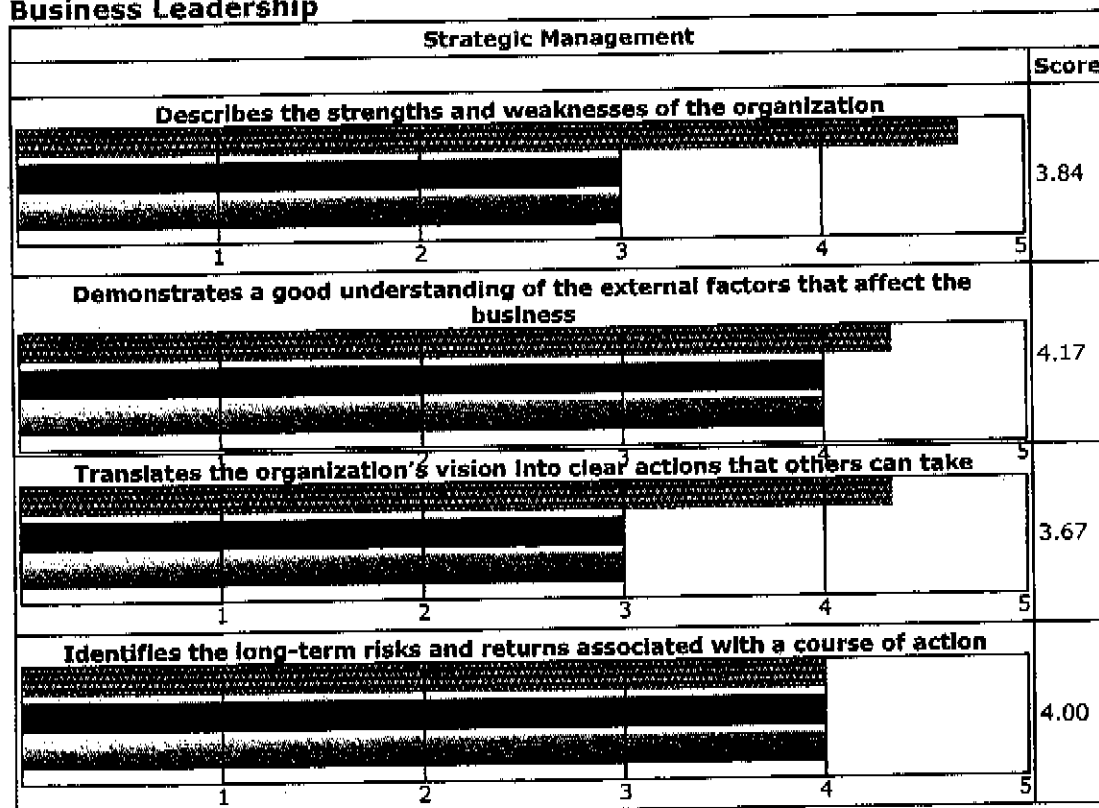 Business Leadership
Strategic Management
Score
Describes the strengths and weaknesses of the organization
3.84
1 2 3 4 5
Demonstrates a good understanding of the external factors that affect the
business
4.17
1 2 3 4 5
Translates the organization's vision into clear actions that others can take
3.67
1 2 3 4 5
Identifies the long-term risks and returns associated with a course of action
4.00
1 2 3 4 5